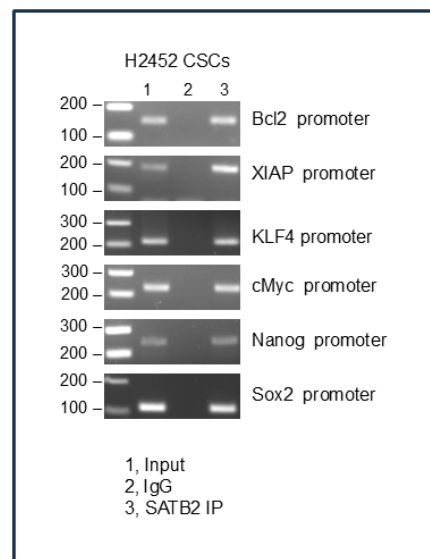 H2452 CSCs
1 2 3
200 –
100 –
Bcl2 promoter
200 –
100 –
XIAP promoter
300 –
200 –
KLF4 promoter
300 –
200 –
cMyc promoter
300 –
200 –
Nanog promoter
200 –
100 –
Sox2 promoter
1, Input
2, IgG
3, SATB2 IP